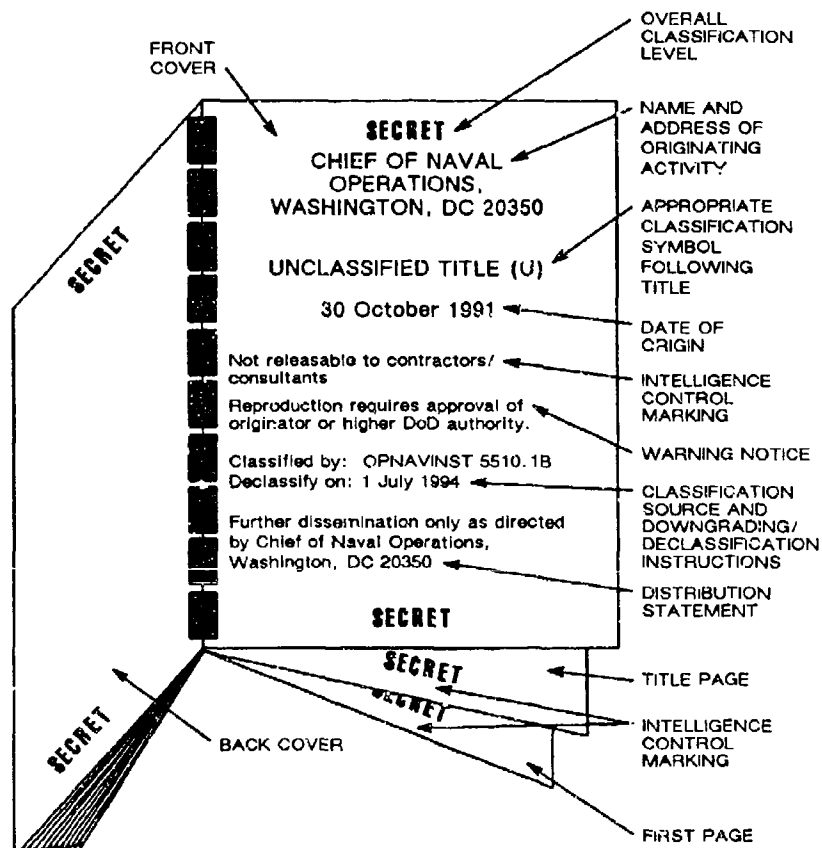 OVERALL
CLASSIFICATION
LEVEL
FRONT
COVER
NAME AND
ADDRESS OF
ORIGINATING
ACTIVITY
SECRET
CHIEF OF NAVAL
OPERATIONS,
WASHINGTON, DC 20350
APPROPRIATE
CLASSIFICATION
SYMBOL
FOLLOWING
TITLE
SECRET
UNCLASSIFIED TITLE (U)
30 October 1991
DATE OF
ORIGIN
Not releasable to contractors/
consultants
INTELLIGENCE
CONTROL
MARKING
Reproduction requires approval of
originator or higher DoD authority.
WARNING NOTICE
Classified by: OPNAVINST 5510.1B
Declassify on: 1 July 1994
CLASSIFICATION
SOURCE AND
DOWNGRADING/
DECLASSIFICATION
INSTRUCTIONS
Further dissemination only as directed
by Chief of Naval Operations,
Washington, DC 20350
DISTRIBUTION
STATEMENT
SECRET
SECRET
SECRET
TITLE PAGE
SECRET
BACK COVER
INTELLIGENCE
CONTROL
MARKING
FIRST PAGE